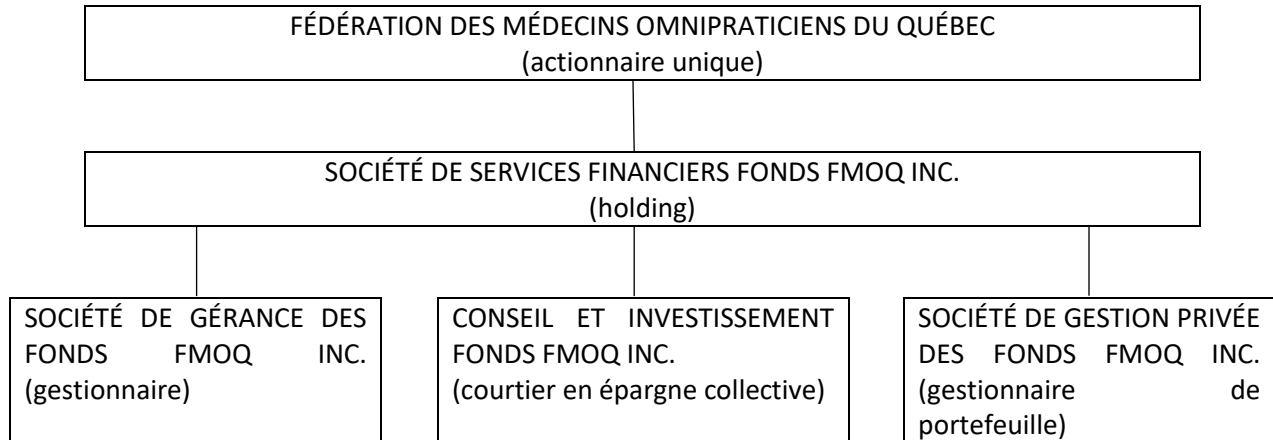 FÉDÉRATION DES MÉDECINS OMNIPRATICIENS DU QUÉBEC
(actionnaire unique)
SOCIÉTÉ DE SERVICES FINANCIERS FONDS FMOQ INC.
(holding)
SOCIÉTÉ DE GÉRANCE DES
FONDS FMOQ INC.
(gestionnaire)
CONSEIL ET INVESTISSEMENT
FONDS FMOQ INC.
(courtier en épargne collective)
SOCIÉTÉ DE GESTION PRIVÉE
DES FONDS FMOQ INC.
(gestionnaire de
portefeuille)